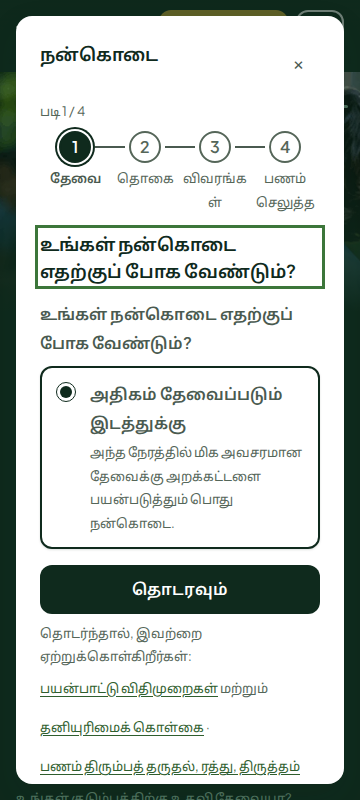 நன்கொடை
×
படி 1 / 4
1 2 3 4
தேவை தொகை விவரங்க பணம்
ள் செலுத்த
உங்கள் நன்கொடை
எதற்குப் போக வேண்டும்?
உங்கள் நன்கொடை எதற்குப்
போக வேண்டும்?
அதிகம் தேவைப்படும்
இடத்துக்கு
அந்த நேரத்தில் மிக அவசரமான
தேவைக்கு அறக்கட்டளை
பயன்படுத்தும் பொது
நன்கொடை.
தொடரவும்
தொடர்ந்தால், இவற்றை
ஏற்றுக்கொள்கிறீர்கள்:
பயன்பாட்டு விதிமுறைகள் மற்றும்
தனியுரிமைக் கொள்கை ·
பணம் திரும்பத் தருதல், ரத்து, திருத்தம்